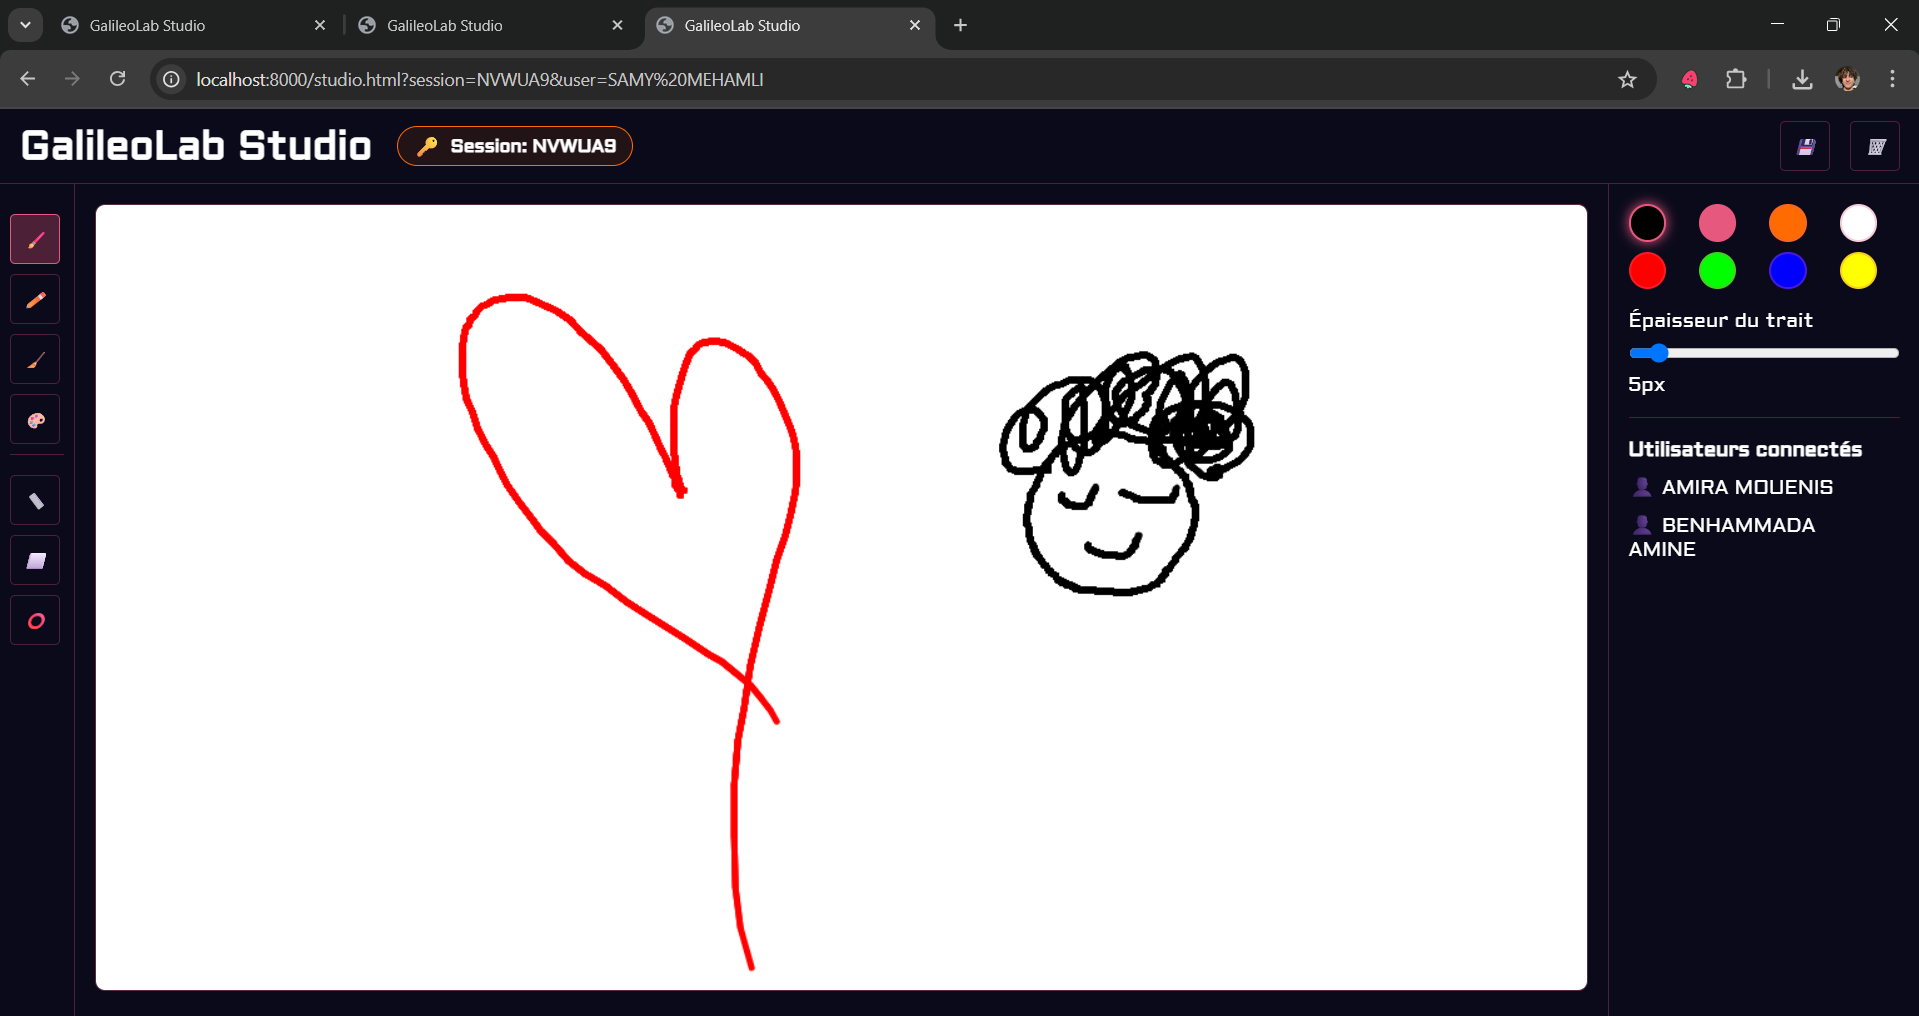 GalileoLab Studio
GalileoLab Studio
GalileoLab Studio
localhost:8000/studio.html?session=NVWUA9&user=SAMY%20MEHAMLI
GalileoLab Studio
Session: NVWUA9
Épaisseur du trait
5px
Utilisateurs connectés
AMIRA MOUENIS
BENHAMMADA
AMINE